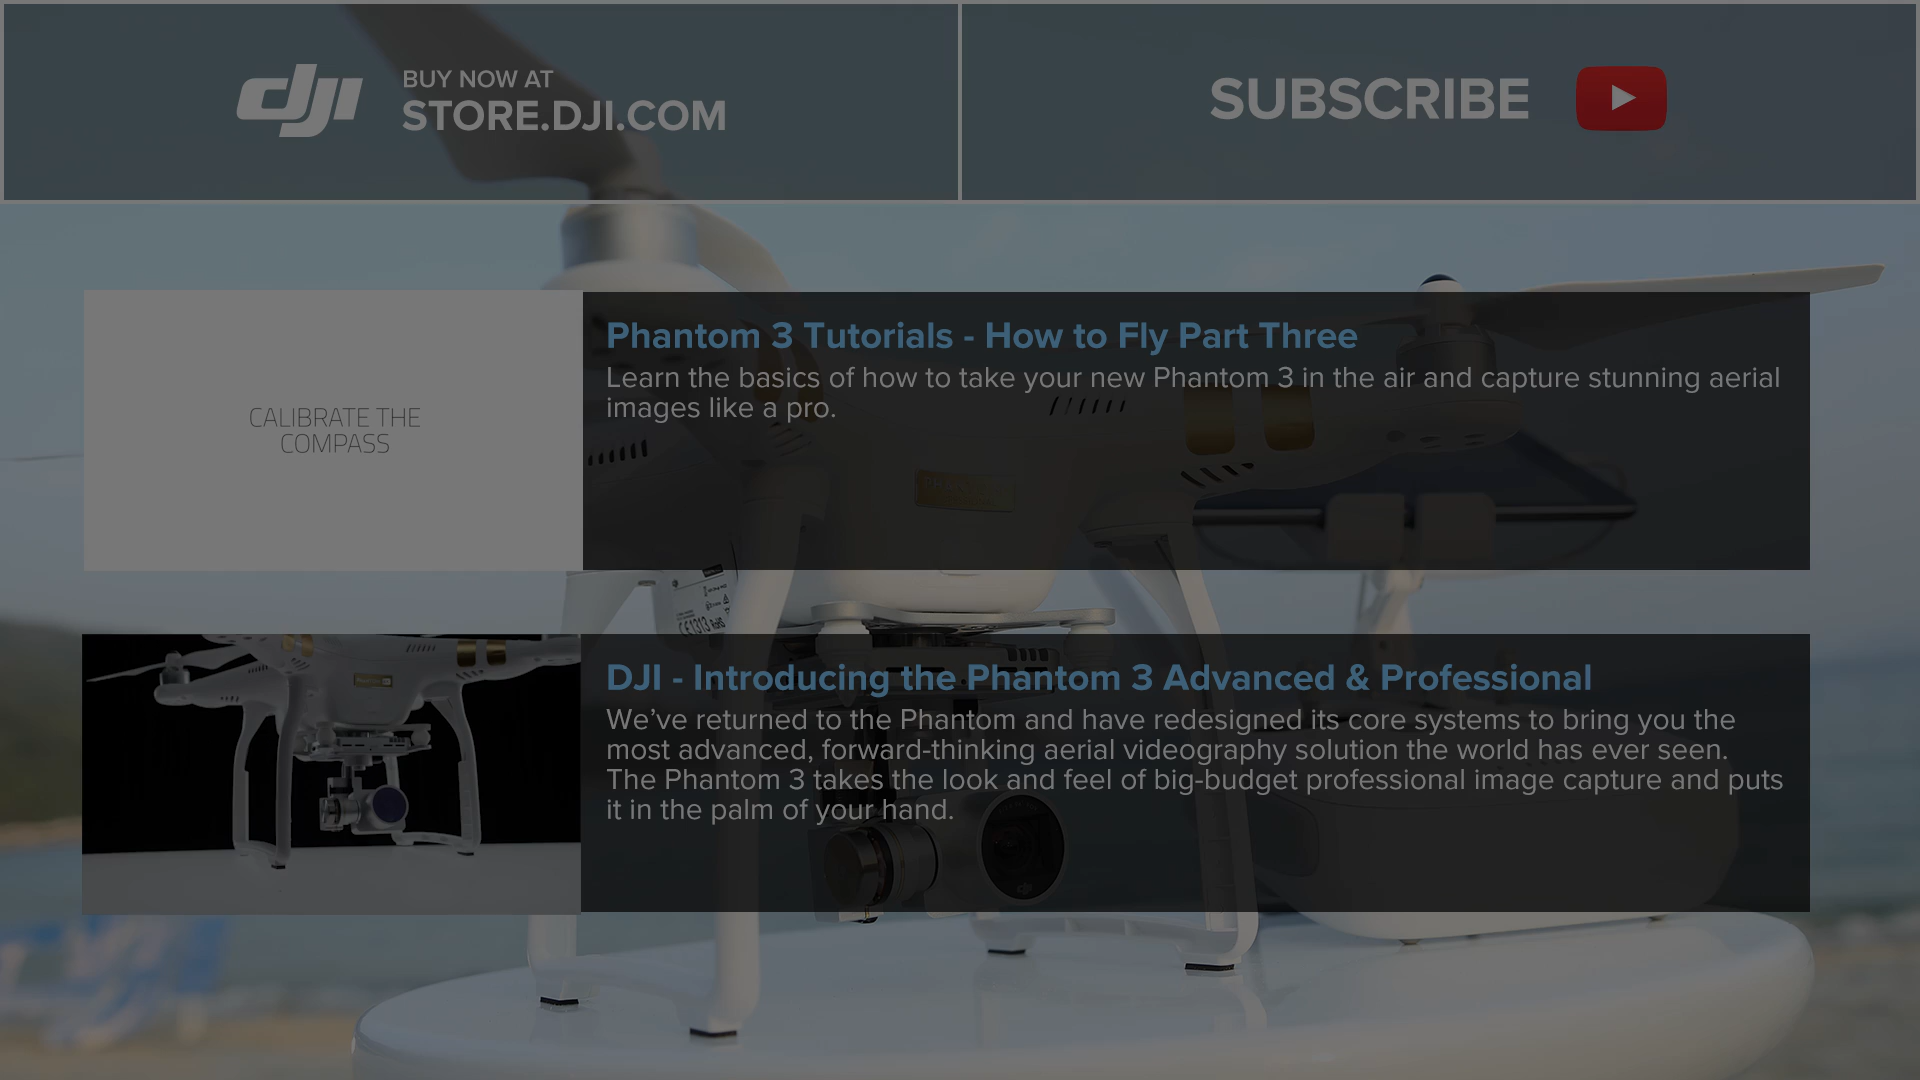 dji
BUY NOW AT
STORE.DJI.COM
SUBSCRIBE
CALIBRATE THE
COMPASS
Phantom 3 Tutorials - How to Fly Part Three
Learn the basics of how to take your new Phantom 3 in the air and capture stunning aerial
images like a pro.
DJI - Introducing the Phantom 3 Advanced & Professional
We’ve returned to the Phantom and have redesigned its core systems to bring you the
most advanced, forward-thinking aerial videography solution the world has ever seen.
The Phantom 3 takes the look and feel of big-budget professional image capture and puts
it in the palm of your hand.